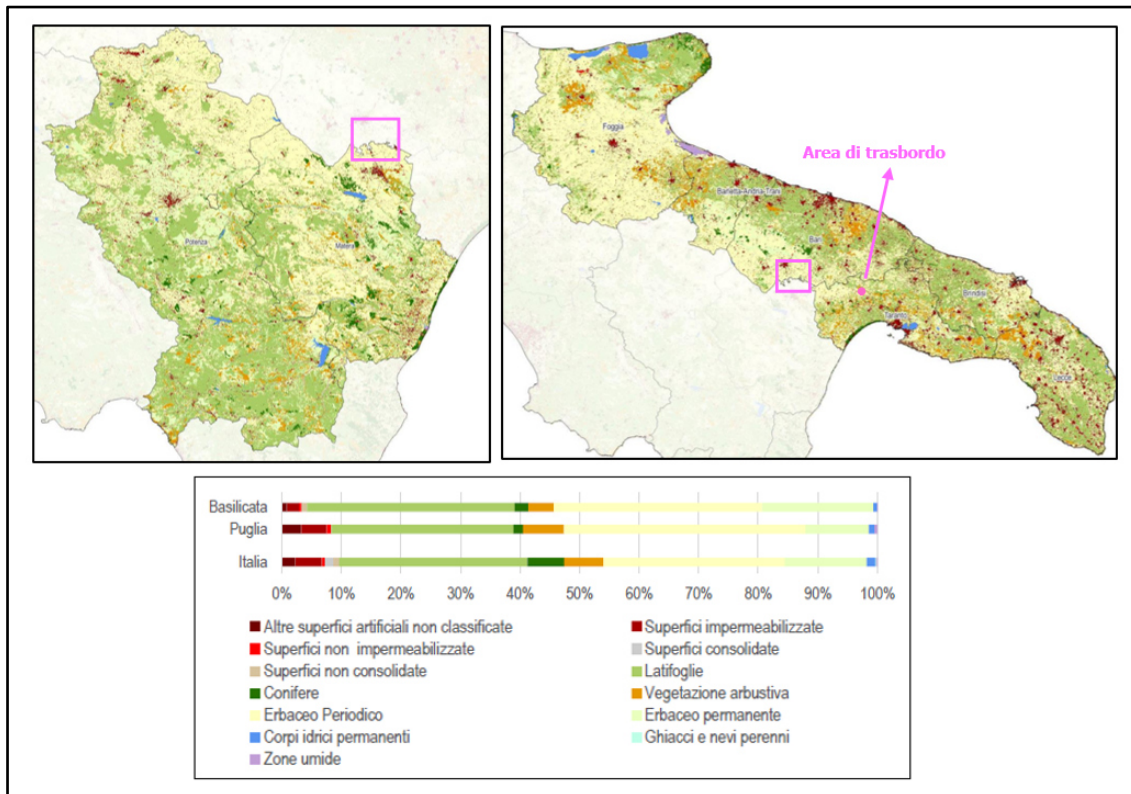 Potenza
Matera
Area di trasbordo
Foggia
Barletta-Andria-Trani
Bari
Brindisi
Taranto
Lecce
Basilicata
Puglia
Italia
0% 10% 20% 30% 40% 50% 60% 70% 80% 90% 100%
Altre superfici artificiali non classificate Superfici impermeabilizzate
Superfici non impermeabilizzate Superfici consolidate
Superfici non consolidate Latifoglie
Conifere Vegetazione arbustiva
Erbaceo Periodico Erbaceo permanente
Corpi idrici permanenti Ghiacci e nevi perenni
Zone umide